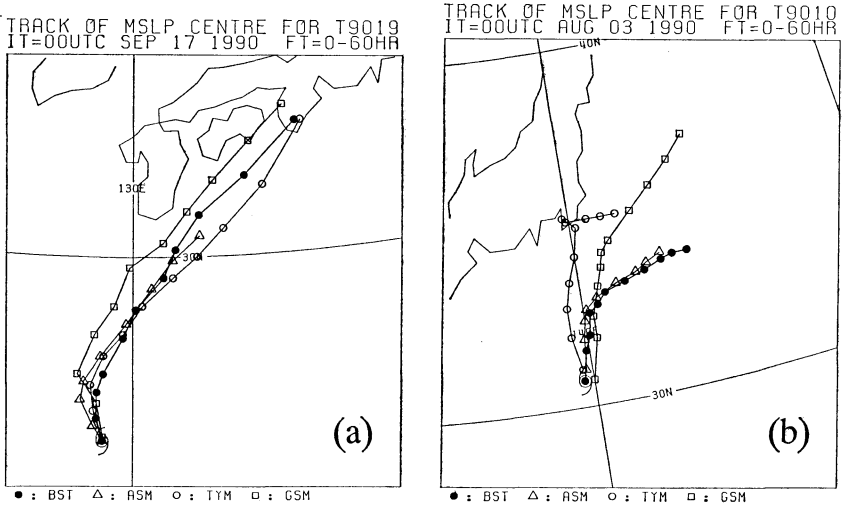 TRACK OF MSLP CENTRE FOR T9019
IT=00UTC SEP 17 1990 FT=0-60HR
130E
30N
(a)
● : BST △ : ASM ○ : TYM □ : GSM
TRACK OF MSLP CENTRE FOR T9010
IT=00UTC AUG 03 1990 FT=0-60HR
40N
30N
(b)
● : BST △ : ASM ○ : TYM □ : GSM